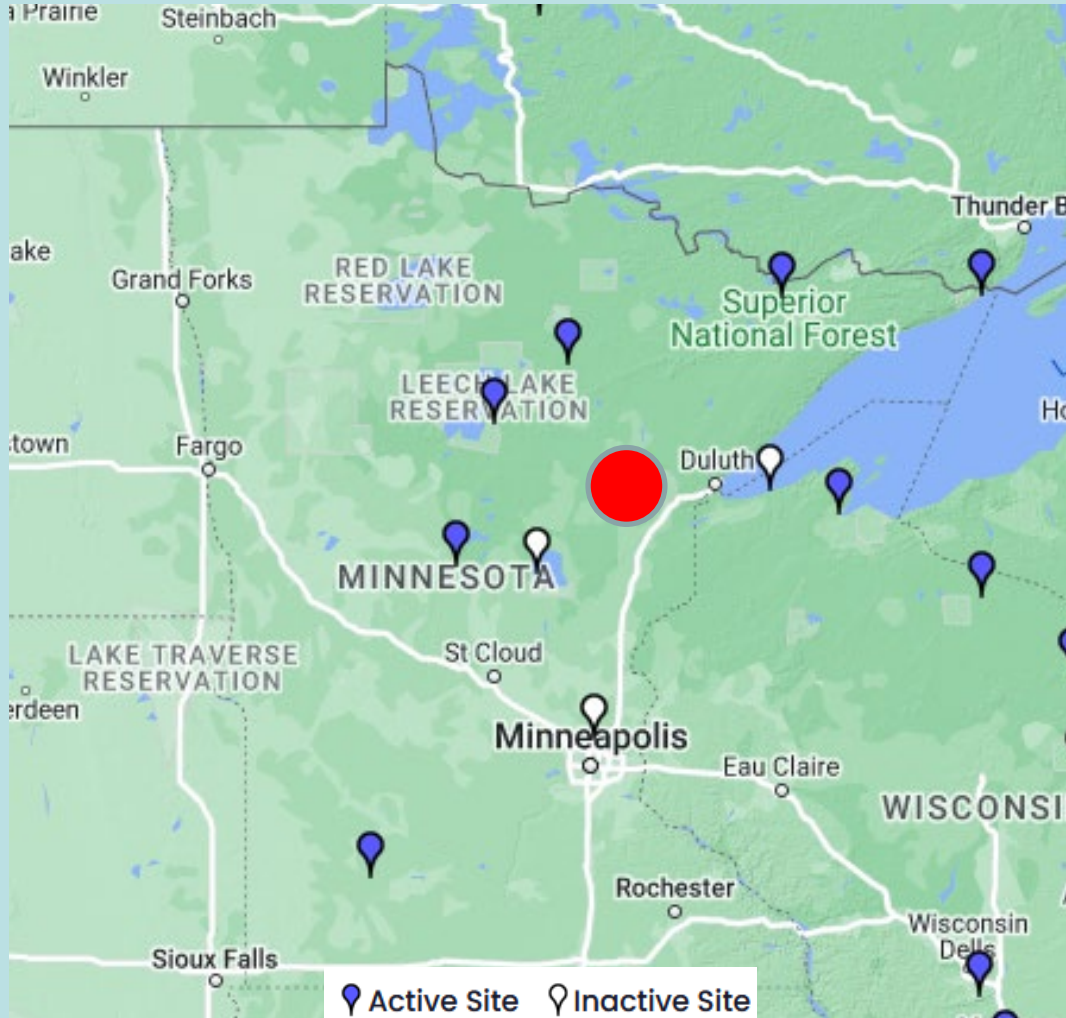 a Prairie
Steinbach
Winkler
Thunder B
ake
Grand Forks
RED LAKE
RESERVATION
Superior
National Forest
LEECH LAKE
RESERVATION
Ho
stown
Fargo
Duluth
MINNESOTA
LAKE TRAVERSE
RESERVATION
St Cloud
erdeen
Minneapolis
Eau Claire
WISCONSI
Rochester
Wisconsin
Dells
Sioux Falls
Active Site
Inactive Site